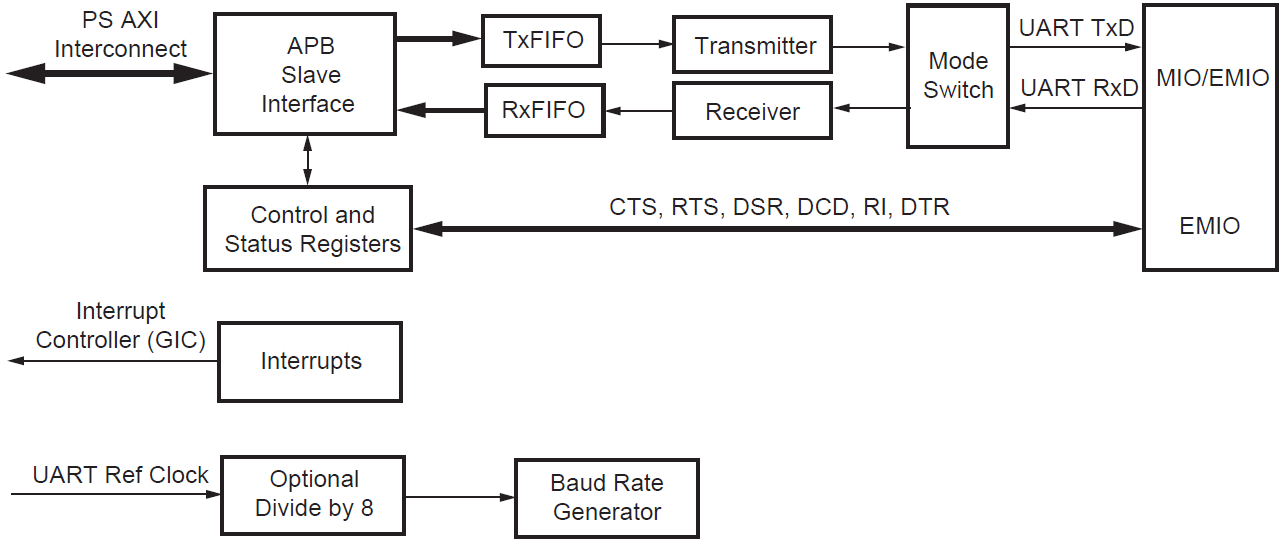 PS AXI
Interconnect
APB
Slave
Interface
TxFIFO
Transmitter
Mode
Switch
UART TxD
MIO/EMIO
RxFIFO
Receiver
UART RxD
Control and
Status Registers
CTS, RTS, DSR, DCD, RI, DTR
EMIO
Interrupt
Controller (GIC)
Interrupts
UART Ref Clock
Optional
Divide by 8
Baud Rate
Generator